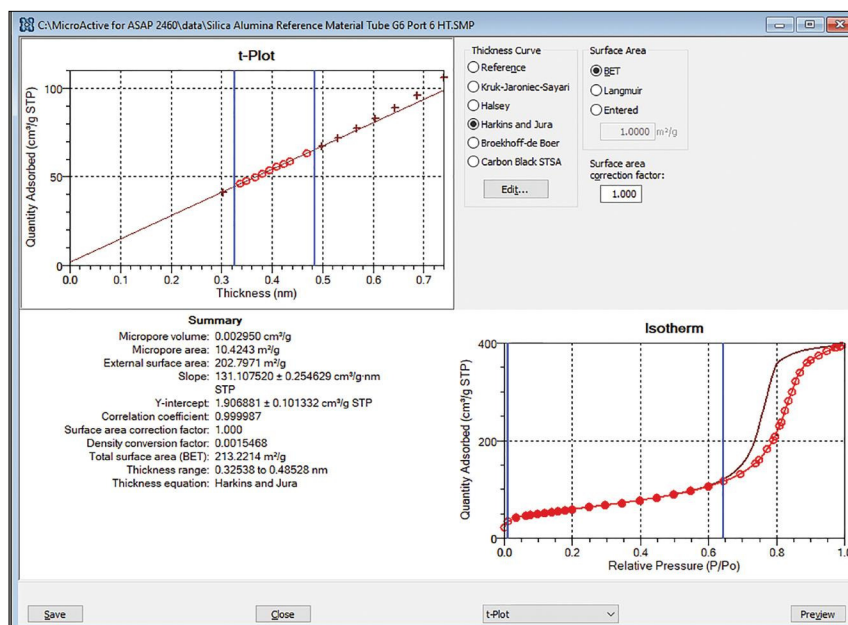 C:\MicroActive for ASAP 2460\data\Silica Alumina Reference Material Tube G6 Port 6 HT.SMP
t-Plot
Quantity Adsorbed (cm³/g STP)
100
50
0
0.0 0.1 0.2 0.3 0.4 0.5 0.6 0.7
Thickness (nm)
Thickness Curve
Reference
Kruk-Jaroniec-Sayari
Halsey
Harkins and Jura
Broekhoff-de Boer
Carbon Black STSA
Edit...
Surface Area
BET
Langmuir
Entered
1.0000 m²/g
Surface area
correction factor:
1.000
Summary
Micropore volume: 0.002950 cm³/g
Micropore area: 10.4243 m²/g
External surface area: 202.7971 m²/g
Slope: 131.107520 ± 0.254629 cm³/g·nm
STP
Y-intercept: 1.906881 ± 0.101332 cm³/g STP
Correlation coefficient: 0.999987
Surface area correction factor: 1.000
Density conversion factor: 0.0015468
Total surface area (BET): 213.2214 m²/g
Thickness range: 0.32538 to 0.48528 nm
Thickness equation: Harkins and Jura
Isotherm
Quantity Adsorbed (cm³/g STP)
400
200
0
0.0 0.2 0.4 0.6 0.8 1.0
Relative Pressure (P/Po)
Save
Close
t-Plot
Preview